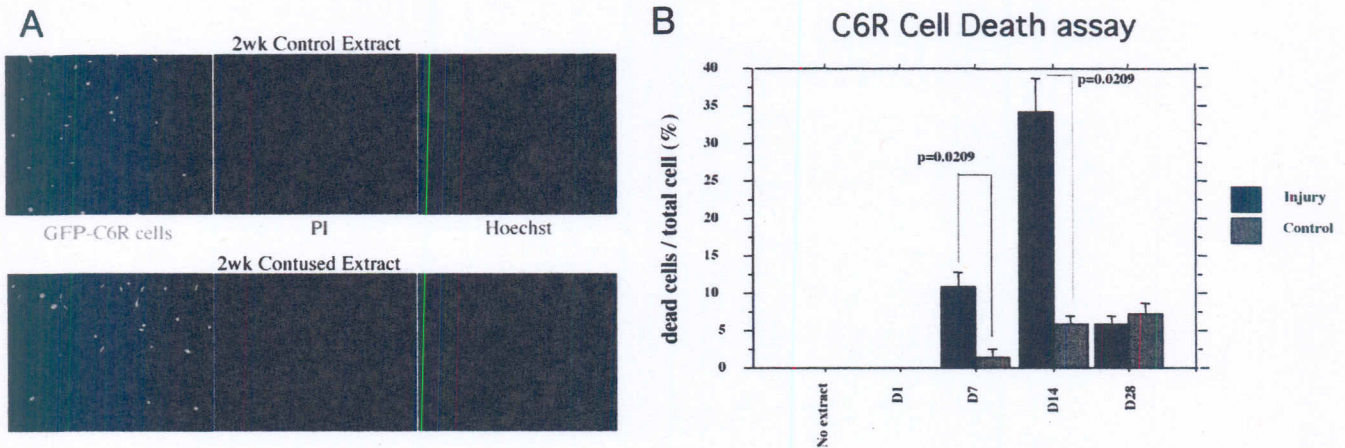 A
2wk Control Extract
GFP-C6R cells PI Hoechst
2wk Contused Extract
B
C6R Cell Death assay
dead cells / total cell (%)
40
35
30
25
20
15
10
5
0
p=0.0209
p=0.0209
No extract D1 D7 D14 D28
Injury
Control